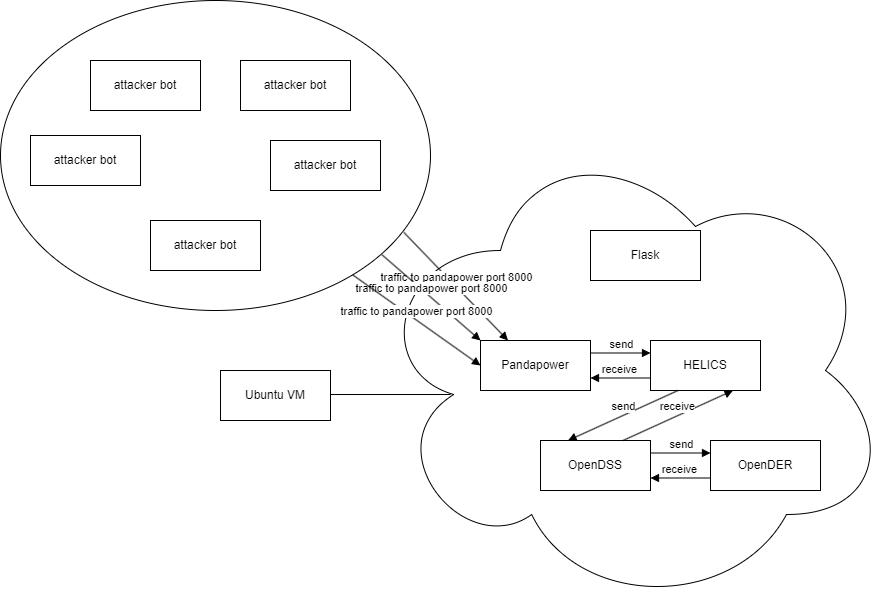 attacker bot
attacker bot
attacker bot
attacker bot
attacker bot
Flask
traffic to pandapower port 8000
traffic to pandapower port 8000
traffic to pandapower port 8000
Pandapower
send
receive
HELICS
Ubuntu VM
send
receive
OpenDSS
send
receive
OpenDER